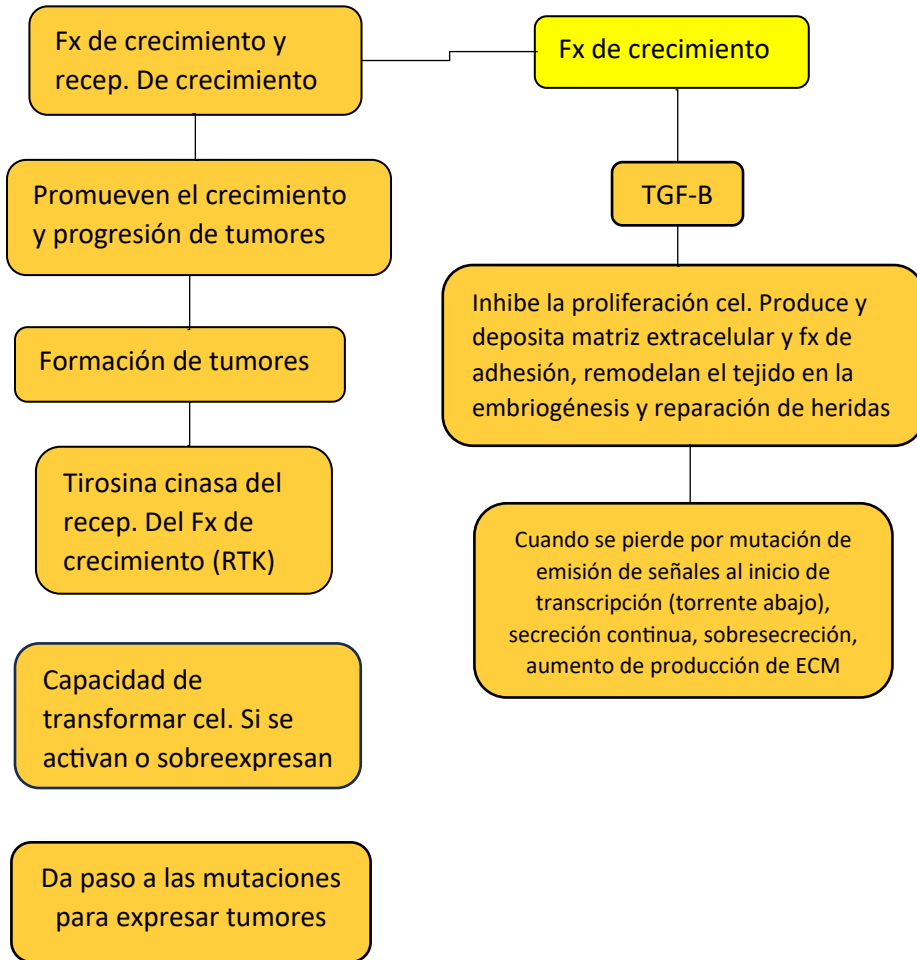 Fx de crecimiento y
recep. De crecimiento
Fx de crecimiento
Promueven el crecimiento
y progresión de tumores
TGF-B
Formación de tumores
Inhibe la proliferación cel. Produce y
deposita matriz extracelular y fx de
adhesión, remodelan el tejido en la
embriogénesis y reparación de heridas
Tirosina cinasa del
recep. Del Fx de
crecimiento (RTK)
Cuando se pierde por mutación de
emisión de señales al inicio de
transcripción (torrente abajo),
secreción continua, sobresecreción,
aumento de producción de ECM
Capacidad de
transformar cel. Si se
activan o sobreexpresan
Da paso a las mutaciones
para expresar tumores